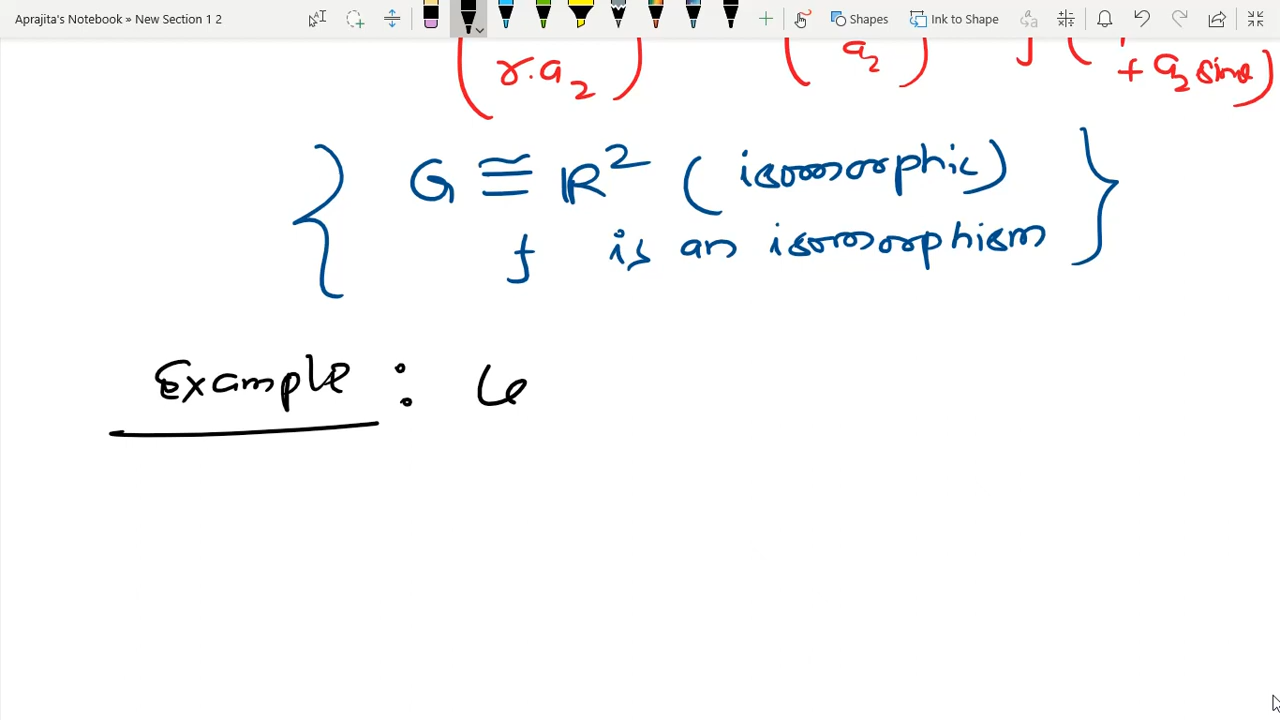 Aprajita's Notebook » New Section 1 2
Shapes Ink to Shape
(r.a₂) (a₂) + a₂ sinx)
{ G ≅ ℝ² (isomorphic) }
f is an isomorphism
Example : Le